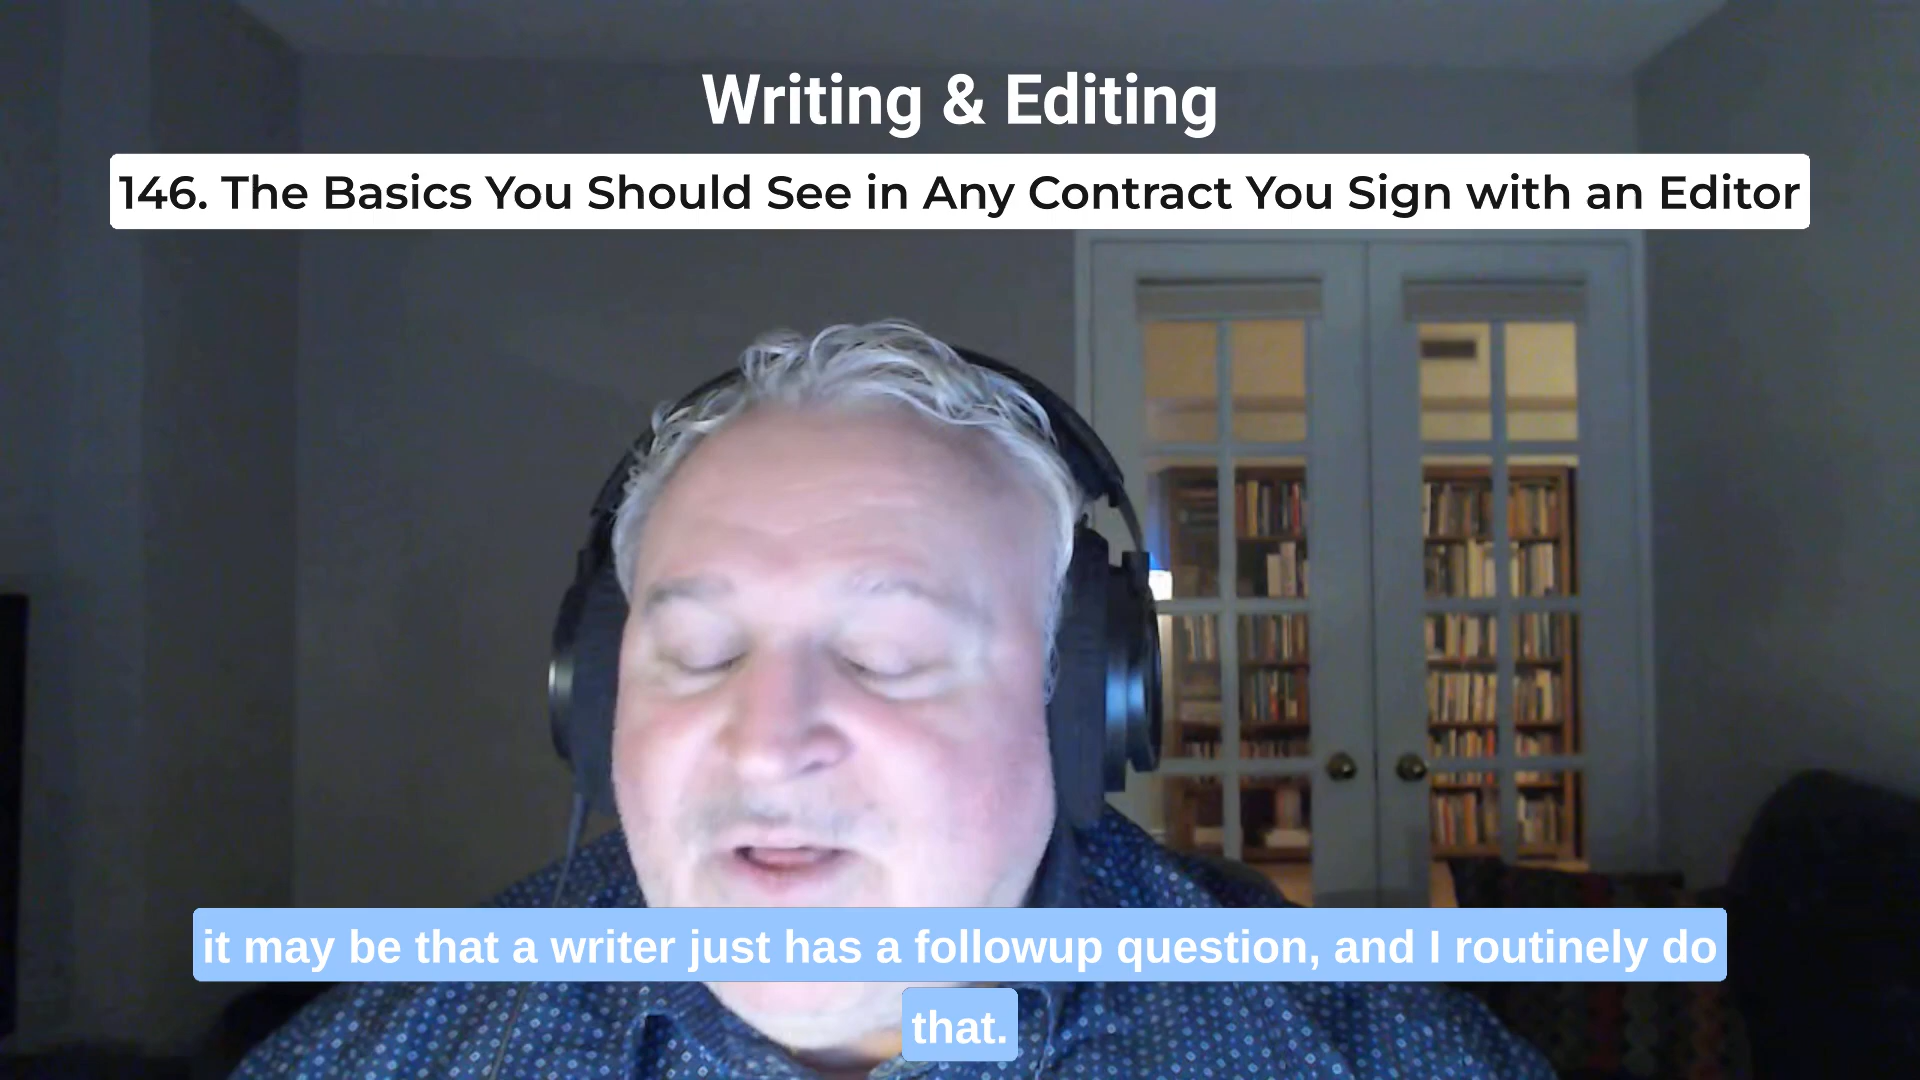 Writing & Editing
146. The Basics You Should See in Any Contract You Sign with an Editor
it may be that a writer just has a followup question, and I routinely do
that.